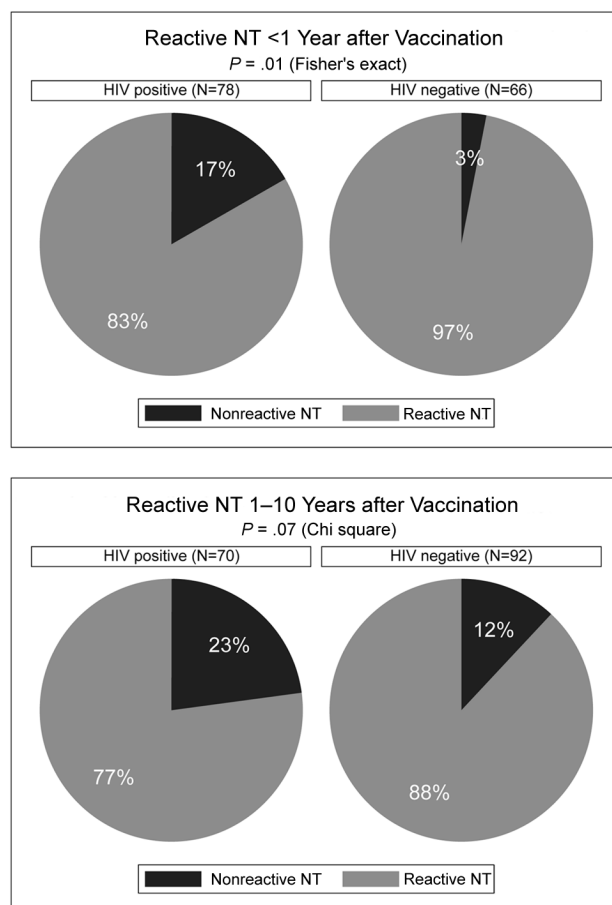 Reactive NT <1 Year after Vaccination
P = .01 (Fisher's exact)
HIV positive (N=78)
HIV negative (N=66)
17%
83%
3%
97%
Nonreactive NT
Reactive NT
Reactive NT 1–10 Years after Vaccination
P = .07 (Chi square)
HIV positive (N=70)
HIV negative (N=92)
23%
77%
12%
88%
Nonreactive NT
Reactive NT